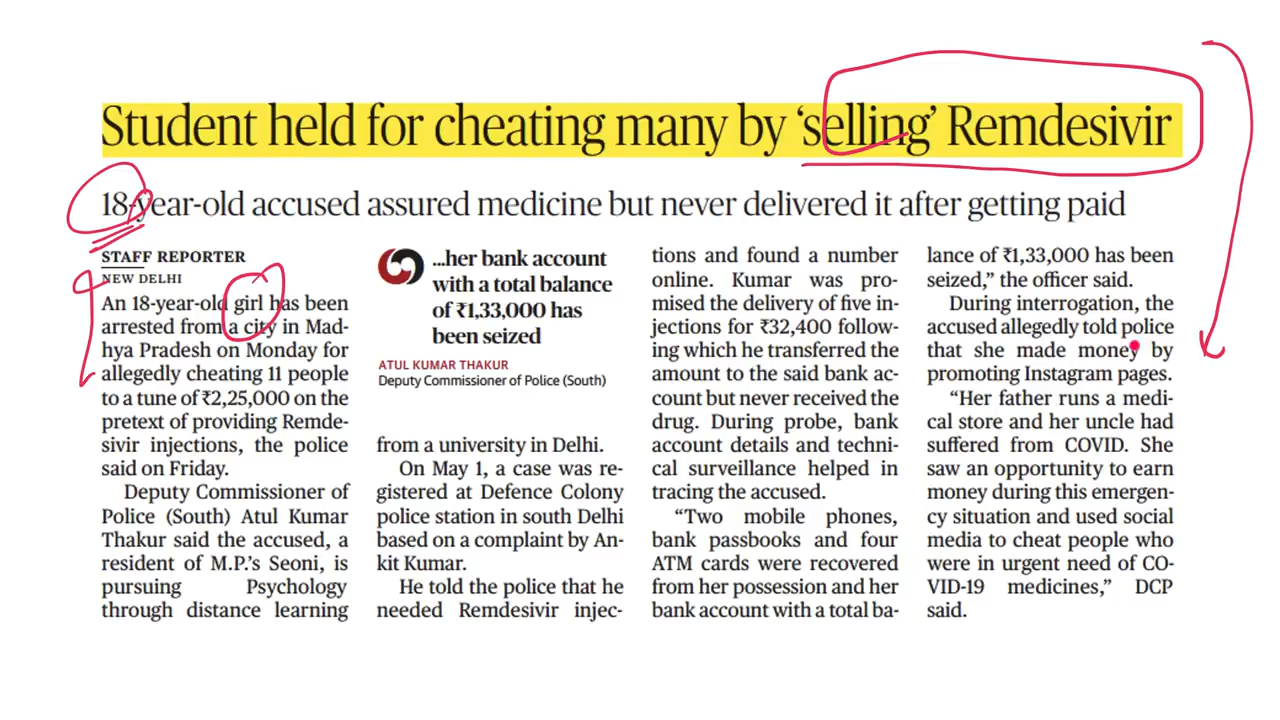 Student held for cheating many by ‘selling’ Remdesivir
18-year-old accused assured medicine but never delivered it after getting paid
STAFF REPORTER
NEW DELHI
An 18-year-old girl has been
arrested from a city in Mad-
hya Pradesh on Monday for
allegedly cheating 11 people
to a tune of ₹2,25,000 on the
pretext of providing Remde-
sivir injections, the police
said on Friday.
Deputy Commissioner of
Police (South) Atul Kumar
Thakur said the accused, a
resident of M.P.’s Seoni, is
pursuing Psychology
through distance learning
...her bank account
with a total balance
of ₹1,33,000 has
been seized
ATUL KUMAR THAKUR
Deputy Commissioner of Police (South)
from a university in Delhi.
On May 1, a case was re-
gistered at Defence Colony
police station in south Delhi
based on a complaint by An-
kit Kumar.
He told the police that he
needed Remdesivir injec-
tions and found a number
online. Kumar was pro-
mised the delivery of five in-
jections for ₹32,400 follow-
ing which he transferred the
amount to the said bank ac-
count but never received the
drug. During probe, bank
account details and techni-
cal surveillance helped in
tracing the accused.
“Two mobile phones,
bank passbooks and four
ATM cards were recovered
from her possession and her
bank account with a total ba-
lance of ₹1,33,000 has been
seized,” the officer said.
During interrogation, the
accused allegedly told police
that she made money by
promoting Instagram pages.
“Her father runs a medi-
cal store and her uncle had
suffered from COVID. She
saw an opportunity to earn
money during this emergen-
cy situation and used social
media to cheat people who
were in urgent need of CO-
VID-19 medicines,” DCP
said.